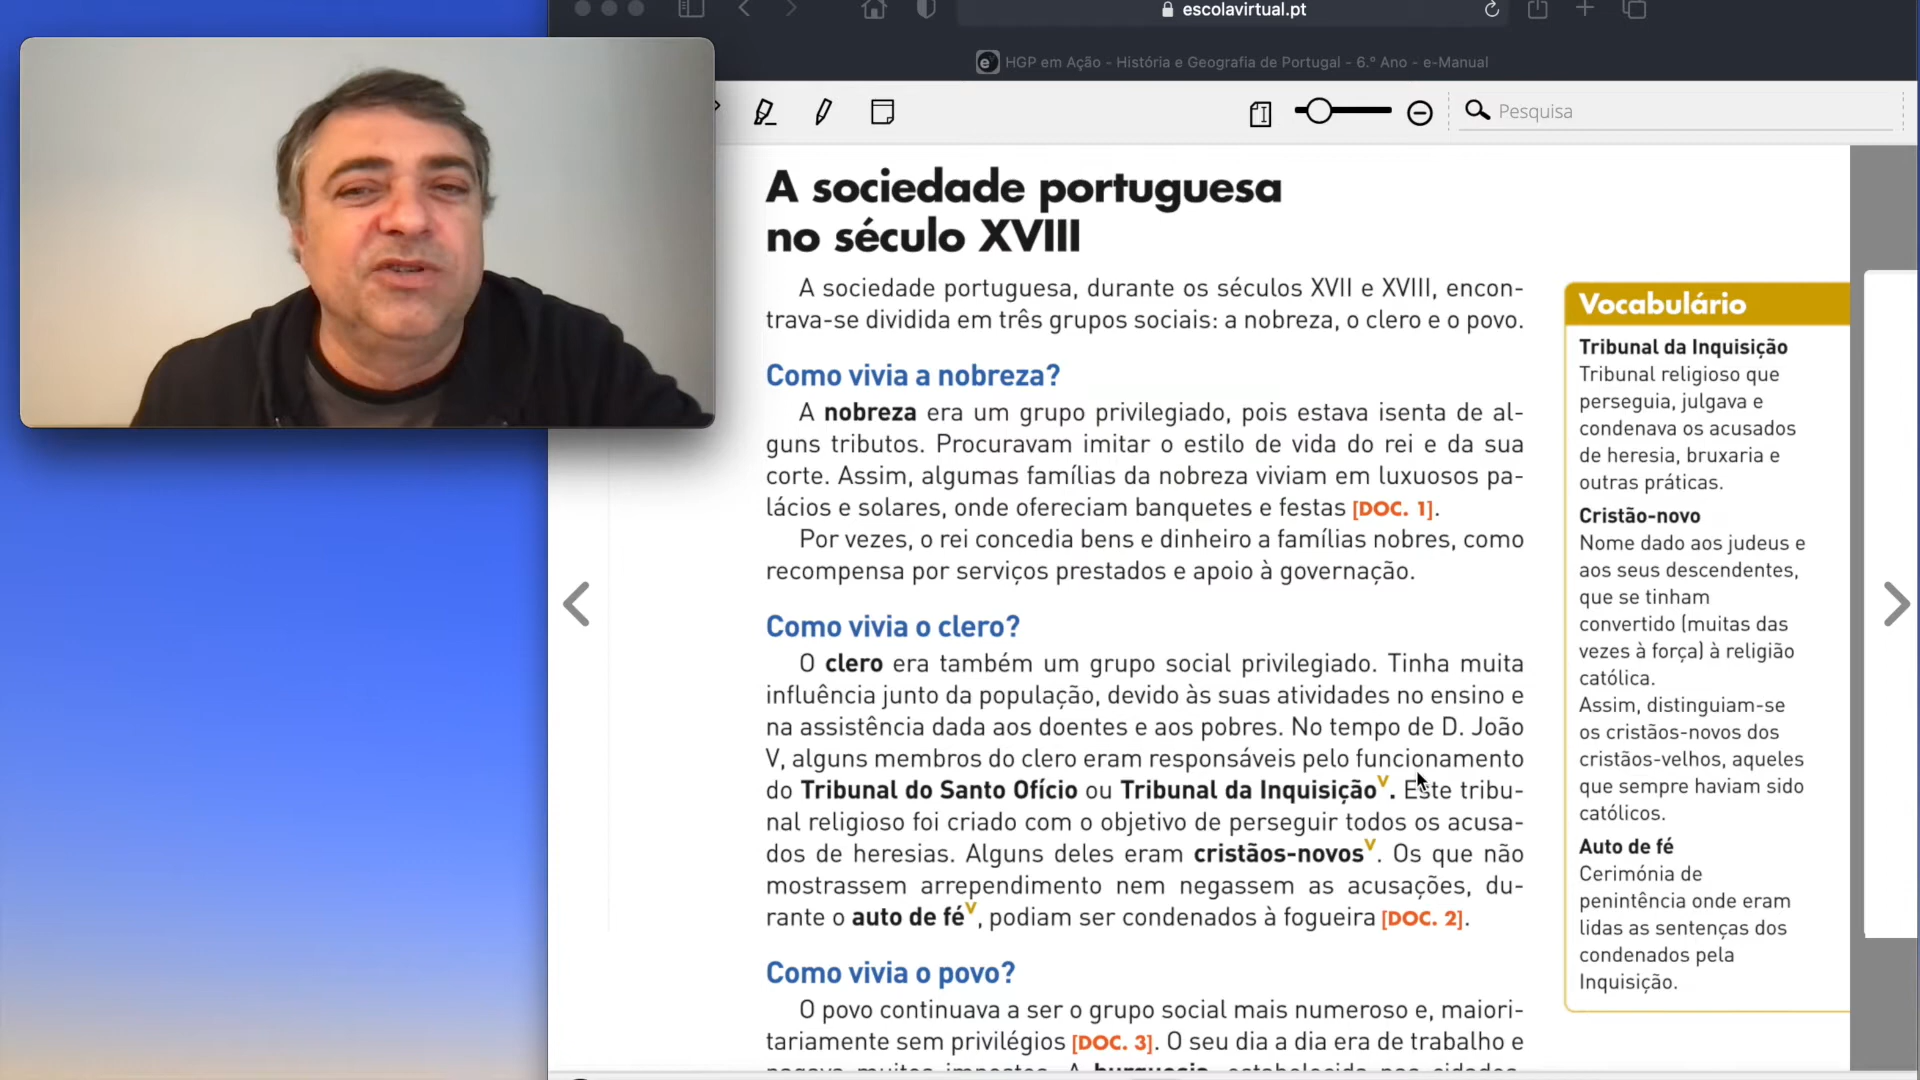 escolavirtual.pt
HGP em Ação - História e Geografia de Portugal - 6.º Ano - e-Manual
Pesquisa
A sociedade portuguesa
no século XVIII
A sociedade portuguesa, durante os séculos XVII e XVIII, encon-
trava-se dividida em três grupos sociais: a nobreza, o clero e o povo.
Como vivia a nobreza?
A nobreza era um grupo privilegiado, pois estava isenta de al-
guns tributos. Procuravam imitar o estilo de vida do rei e da sua
corte. Assim, algumas famílias da nobreza viviam em luxuosos pa-
lácios e solares, onde ofereciam banquetes e festas [DOC. 1].
Por vezes, o rei concedia bens e dinheiro a famílias nobres, como
recompensa por serviços prestados e apoio à governação.
Como vivia o clero?
O clero era também um grupo social privilegiado. Tinha muita
influência junto da população, devido às suas atividades no ensino e
na assistência dada aos doentes e aos pobres. No tempo de D. João
V, alguns membros do clero eram responsáveis pelo funcionamento
do Tribunal do Santo Ofício ou Tribunal da Inquisição V. Este tribu-
nal religioso foi criado com o objetivo de perseguir todos os acusa-
dos de heresias. Alguns deles eram cristãos-novos V. Os que não
mostrassem arrependimento nem negassem as acusações, du-
rante o auto de fé V, podiam ser condenados à fogueira [DOC. 2].
Como vivia o povo?
O povo continuava a ser o grupo social mais numeroso e, maiori-
tariamente sem privilégios [DOC. 3]. O seu dia a dia era de trabalho e
pagava muitos impostos. A burguesia, estabelecida nas cidades,
Vocabulário
Tribunal da Inquisição
Tribunal religioso que
perseguia, julgava e
condenava os acusados
de heresia, bruxaria e
outras práticas.
Cristão-novo
Nome dado aos judeus e
aos seus descendentes,
que se tinham
convertido (muitas das
vezes à força) à religião
católica.
Assim, distinguiam-se
os cristãos-novos dos
cristãos-velhos, aqueles
que sempre haviam sido
católicos.
Auto de fé
Cerimónia de
penintência onde eram
lidas as sentenças dos
condenados pela
Inquisição.